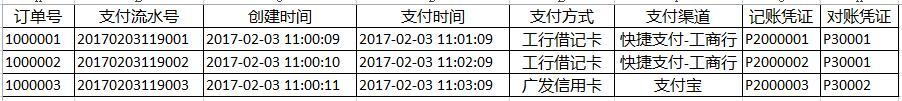 订单号 支付流水号 创建时间 支付时间 支付方式 支付渠道 记账凭证 对账凭证
1000001 20170203119001 2017-02-03 11:00:09 2017-02-03 11:01:09 工行借记卡 快捷支付-工商行 P2000001 P30001
1000002 20170203119002 2017-02-03 11:00:10 2017-02-03 11:02:09 工行借记卡 快捷支付-工商行 P2000002 P30001
1000003 20170203119003 2017-02-03 11:00:11 2017-02-03 11:03:09 广发信用卡 支付宝 P2000003 P30002